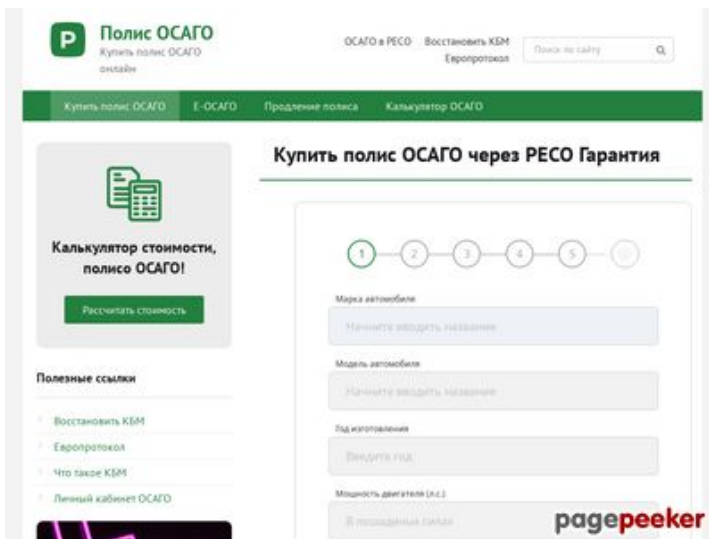 Р
Полис ОСАГО
Купить полис ОСАГО
онлайн
ОСАГО в РЕСО Восстановить КБМ
Европротокол
Поиск по сайту
Купить полис ОСАГО Е-ОСАГО Продление полиса Калькулятор ОСАГО
Калькулятор стоимости,
полисо ОСАГО!
Рассчитать стоимость
Полезные ссылки
Восстановить КБМ
Европротокол
Что такое КБМ
Личный кабинет ОСАГО
Купить полис ОСАГО через РЕСО Гарантия
1 2 3 4 5
Марка автомобиля
Начните вводить название
Модель автомобиля
Начните вводить название
Год изготовления
Введите год
Мощность двигателя (л.с.)
В лошадиных силах
pagepeeker